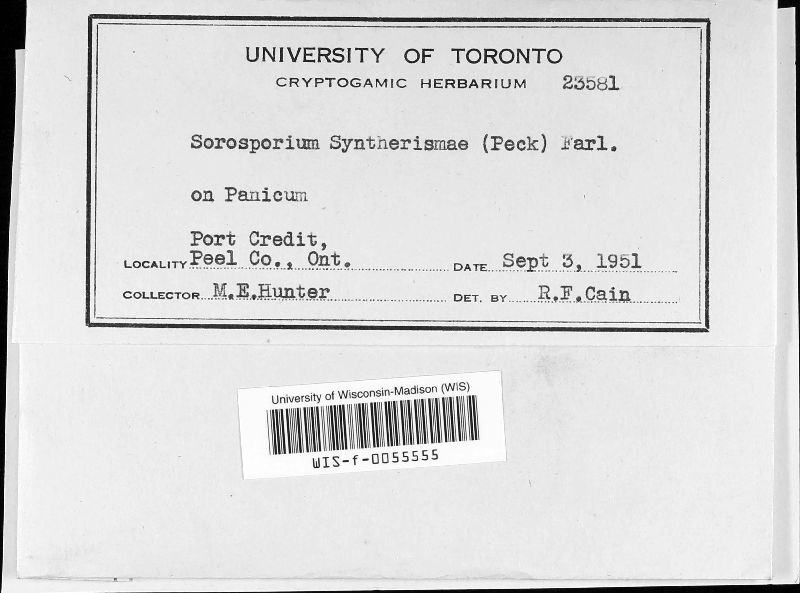 UNIVERSITY OF TORONTO
CRYPTOGAMIC HERBARIUM 23581
Sorosporium Syntherismae (Peck) Farl.
on Panicum
Port Credit,
LOCALITY Peel Co., Ont. DATE Sept 3, 1951
COLLECTOR M.E.Hunter DET. BY R.F.Cain
University of Wisconsin-Madison (WIS)
WIS-f-0055555